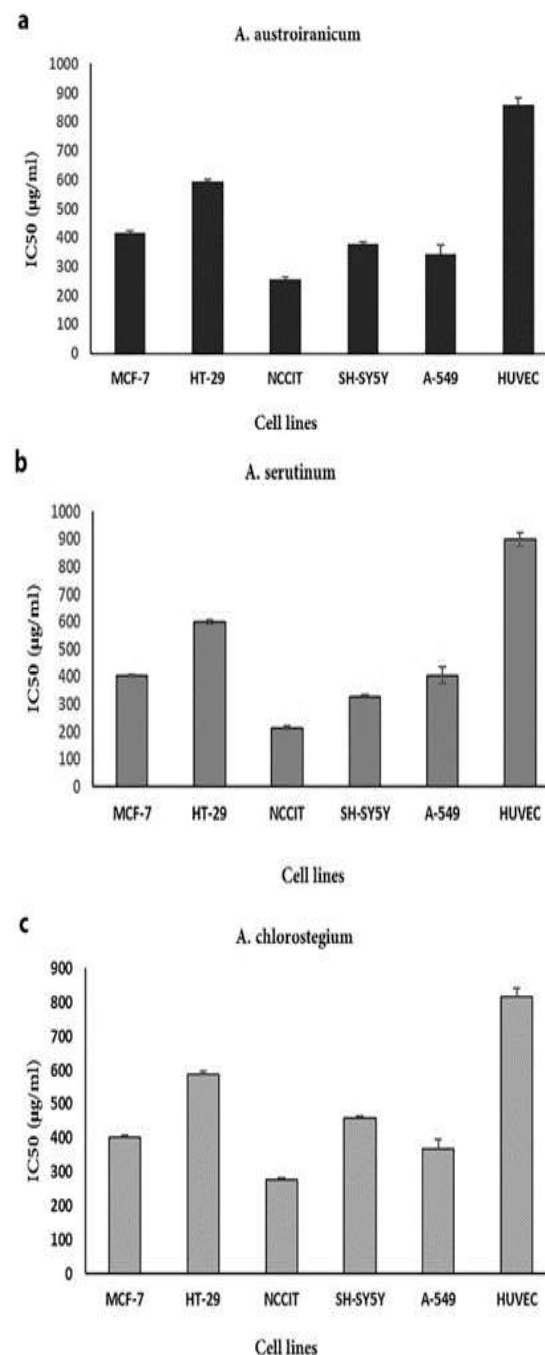 a
A. austroiranicum
IC50 (µg/ml)
1000
900
800
700
600
500
400
300
200
100
0
MCF-7 HT-29 NCCIT SH-SY5Y A-549 HUVEC
Cell lines
b
A. serutinum
IC50 (µg/ml)
1000
900
800
700
600
500
400
300
200
100
0
MCF-7 HT-29 NCCIT SH-SY5Y A-549 HUVEC
Cell lines
c
A. chlorostegium
IC50 (µg/ml)
900
800
700
600
500
400
300
200
100
0
MCF-7 HT-29 NCCIT SH-SY5Y A-549 HUVEC
Cell lines